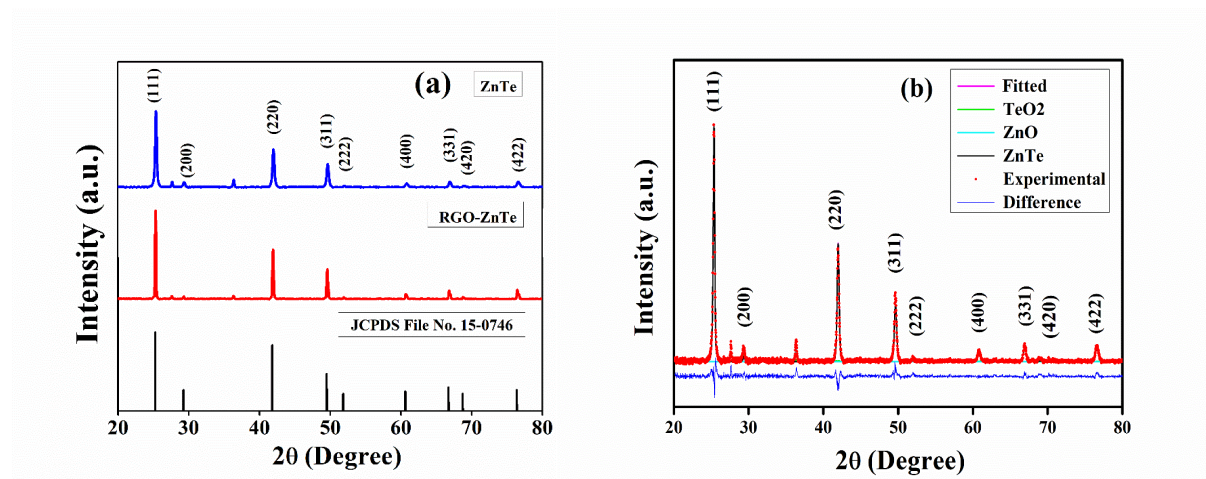 (a)
ZnTe
(111)
(200)
(220)
(311)
(222)
(400)
(331)
(420)
(422)
RGO-ZnTe
JCPDS File No. 15-0746
Intensity (a.u.)
20 30 40 50 60 70 80
2θ (Degree)
(b)
Fitted
TeO2
ZnO
ZnTe
Experimental
Difference
(111)
(200)
(220)
(311)
(222)
(400)
(331)
(420)
(422)
Intensity (a.u.)
20 30 40 50 60 70 80
2θ (Degree)